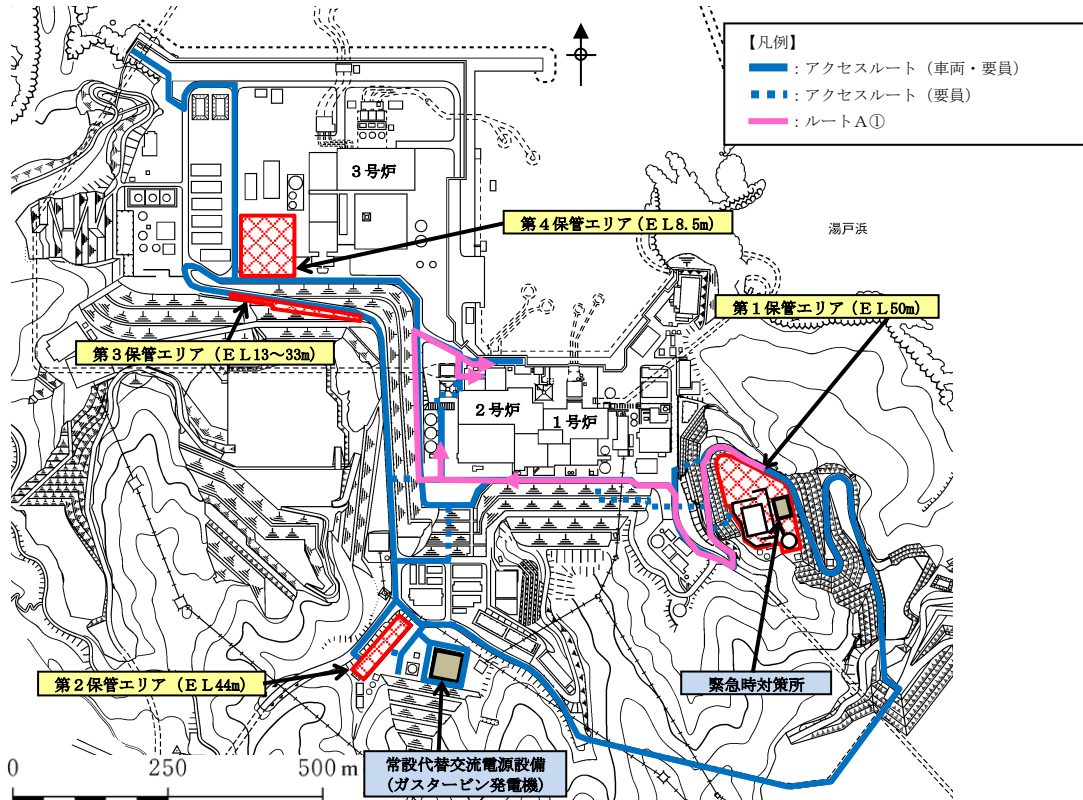 【凡例】
：アクセスルート（車両・要員）
：アクセスルート（要員）
：ルートA①
3号炉
第4保管エリア（EL8.5m）
湯戸浜
第1保管エリア（EL50m）
第3保管エリア（EL13～33m）
2号炉
1号炉
第2保管エリア（EL44m）
緊急時対策所
常設代替交流電源設備
（ガスタービン発電機）
0 250 500 m